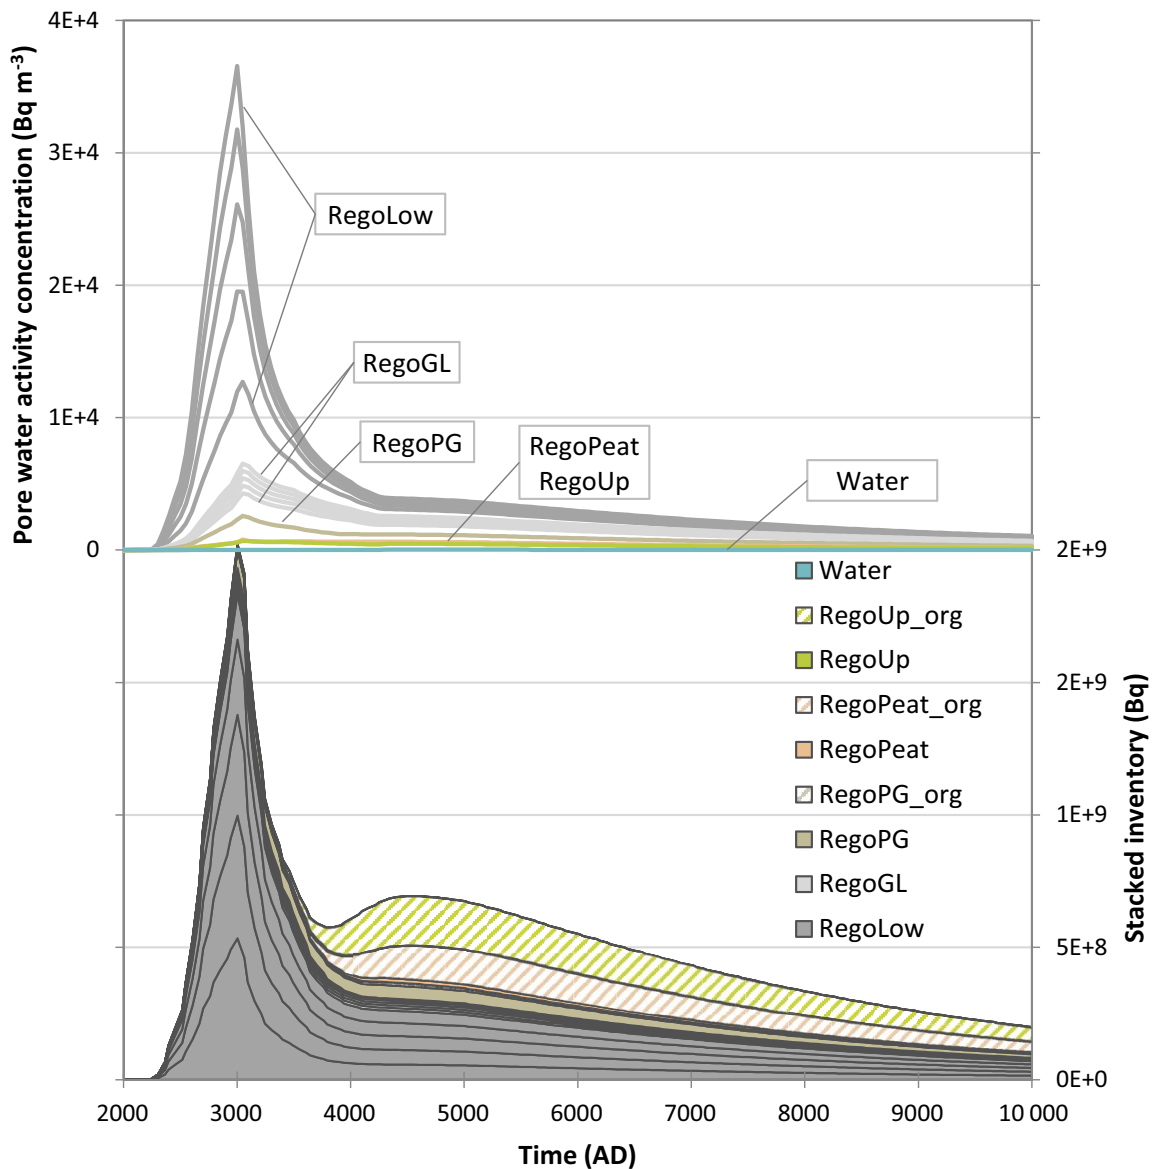 4E+4
3E+4
2E+4
1E+4
0
Pore water activity concentration (Bq m-3)
RegoLow
RegoGL
RegoPG
RegoPeat
RegoUp
Water
2E+9
2E+9
1E+9
5E+8
0E+0
Stacked inventory (Bq)
Water
RegoUp_org
RegoUp
RegoPeat_org
RegoPeat
RegoPG_org
RegoPG
RegoGL
RegoLow
2000 3000 4000 5000 6000 7000 8000 9000 10 000
Time (AD)